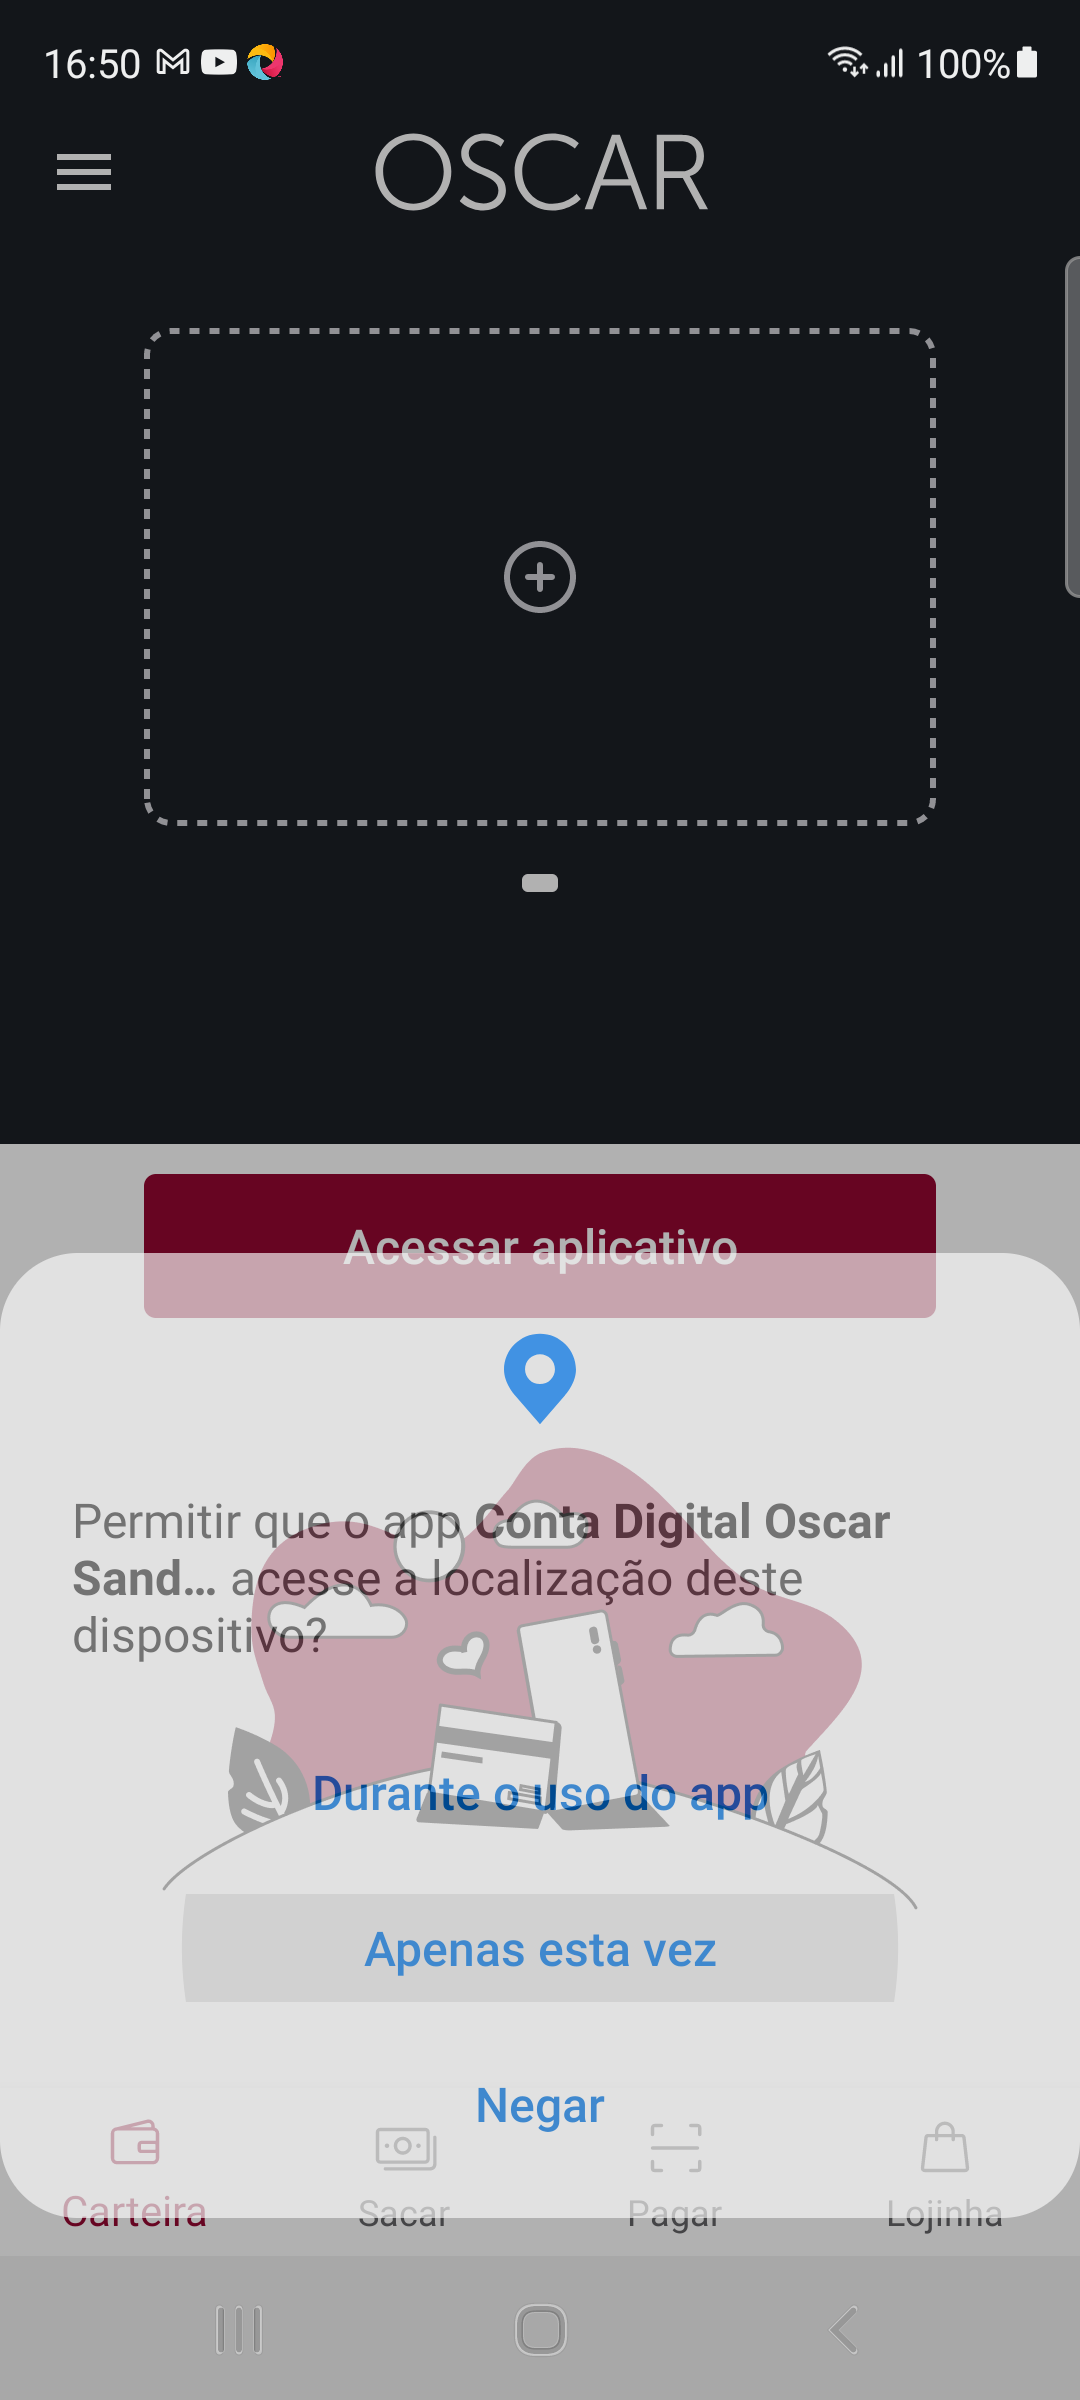 16:50
100%
OSCAR
Acessar aplicativo
Permitir que o app Conta Digital Oscar
Sand... acesse a localização deste
dispositivo?
Durante o uso do app
Apenas esta vez
Negar
Carteira
Sacar
Pagar
Lojinha